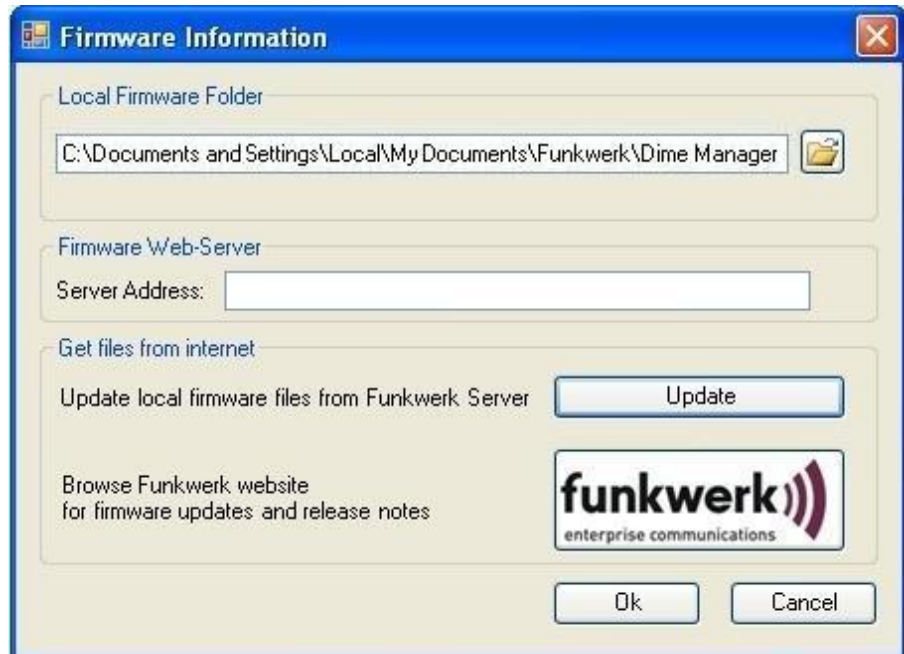 Firmware Information
Local Firmware Folder
C:\Documents and Settings\Local\My Documents\Funkwerk\Dime Manager
Firmware Web-Server
Server Address:
Get files from internet
Update local firmware files from Funkwerk Server
Update
Browse Funkwerk website
for firmware updates and release notes
funkwerk
enterprise communications
Ok
Cancel